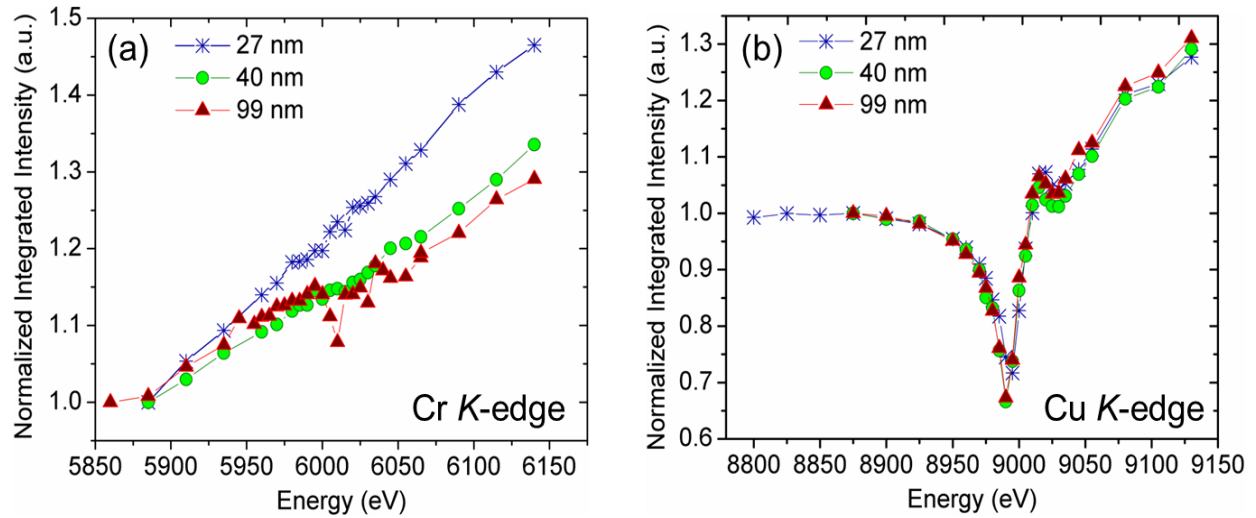 (a)
27 nm
40 nm
99 nm
Normalized Integrated Intensity (a.u.)
1.5
1.4
1.3
1.2
1.1
1.0
Cr K-edge
5850 5900 5950 6000 6050 6100 6150
Energy (eV)
(b)
27 nm
40 nm
99 nm
Normalized Integrated Intensity (a.u.)
1.3
1.2
1.1
1.0
0.9
0.8
0.7
0.6
Cu K-edge
8800 8850 8900 8950 9000 9050 9100 9150
Energy (eV)